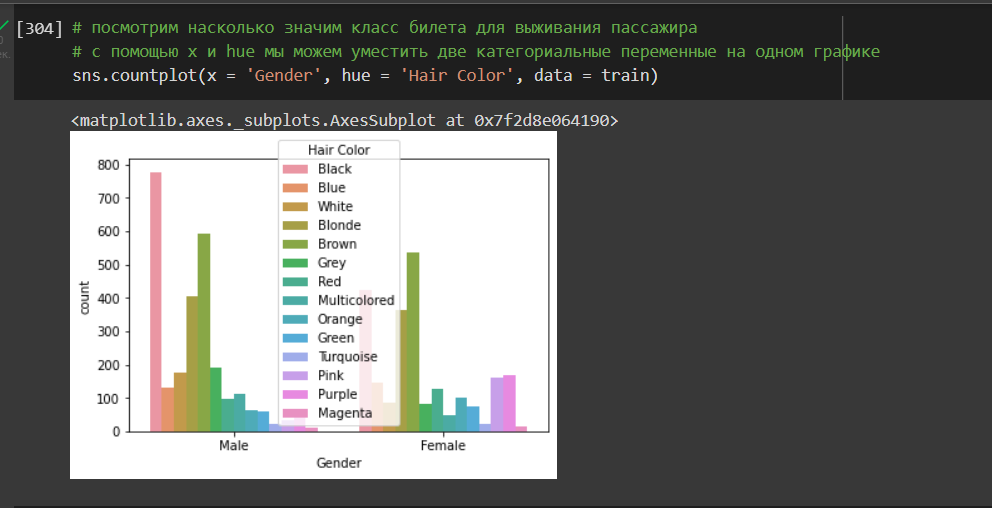 [304] # посмотрим насколько значим класс билета для выживания пассажира
# с помощью x и hue мы можем уместить две категориальные переменные на одном графике
sns.countplot(x = 'Gender', hue = 'Hair Color', data = train)
<matplotlib.axes._subplots.AxesSubplot at 0x7f2d8e064190>
Hair Color
Black
Blue
White
Blonde
Brown
Grey
Red
Multicolored
Orange
Green
Turquoise
Pink
Purple
Magenta
800
700
600
500
400
300
200
100
0
count
Male
Female
Gender